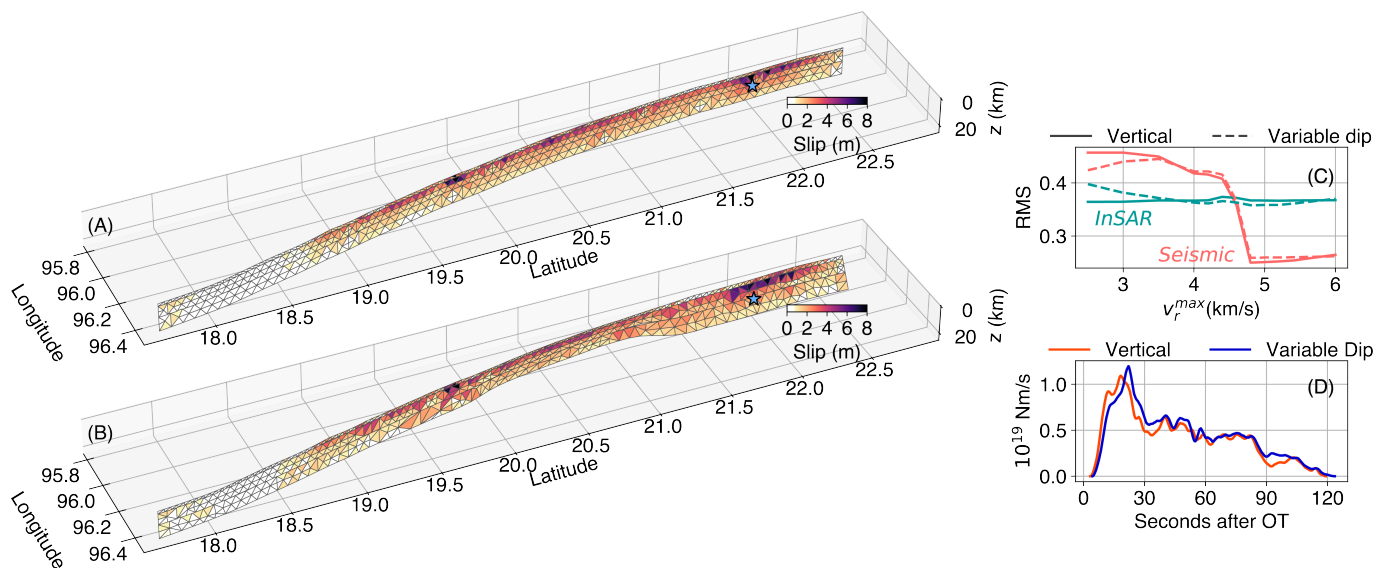 (A)
0
20
z (km)
0 2 4 6 8
Slip (m)
95.8
96.0
96.2
96.4
Longitude
18.0
18.5
19.0
19.5
20.0
20.5
21.0
21.5
22.0
22.5
Latitude
(B)
0
20
z (km)
0 2 4 6 8
Slip (m)
95.8
96.0
96.2
96.4
Longitude
18.0
18.5
19.0
19.5
20.0
20.5
21.0
21.5
22.0
22.5
Latitude
Vertical Variable dip
(C)
0.4
0.3
RMS
InSAR
Seismic
3 4 5 6
v_r^max(km/s)
Vertical Variable Dip
(D)
1.0
0.5
0.0
10^19 Nm/s
0 30 60 90 120
Seconds after OT